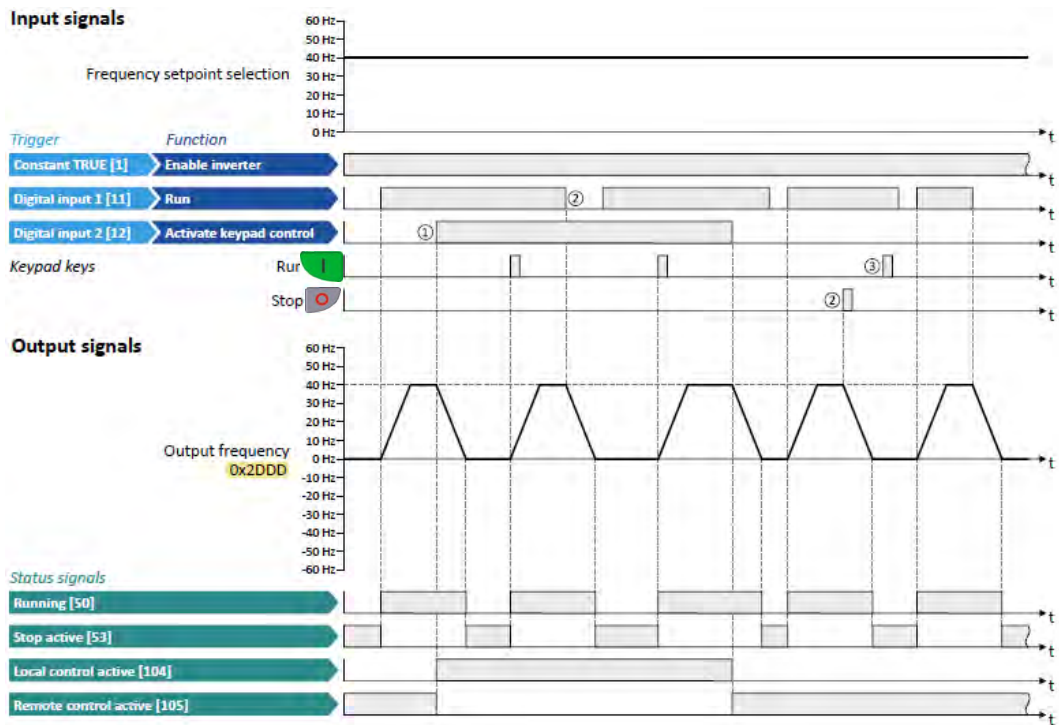 Input signals
Frequency setpoint selection
60 Hz
50 Hz
40 Hz
30 Hz
20 Hz
10 Hz
0 Hz
t
Trigger Function
Constant TRUE [1] Enable inverter
t
Digital input 1 [11] Run
②
t
Digital input 2 [12] Activate keypad control
①
t
Keypad keys
Run I
③
t
Stop O
②
t
Output signals
60 Hz
50 Hz
40 Hz
30 Hz
20 Hz
10 Hz
0 Hz
t
-10 Hz
-20 Hz
-30 Hz
-40 Hz
-50 Hz
-60 Hz
Output frequency
0x2DDD
Status signals
Running [50]
t
Stop active [53]
t
Local control active [104]
t
Remote control active [105]
t